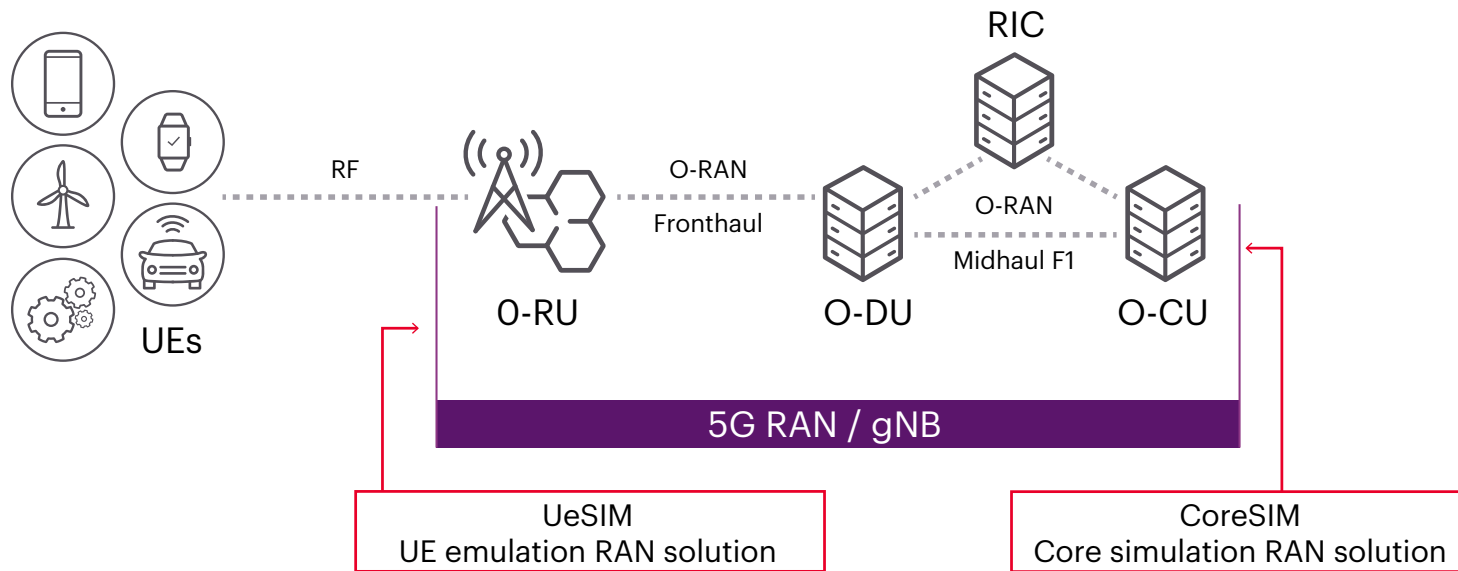 RIC
RF
O-RAN
Fronthaul
O-RAN
Midhaul F1
UEs
0-RU
O-DU
O-CU
5G RAN / gNB
UeSIM
UE emulation RAN solution
CoreSIM
Core simulation RAN solution